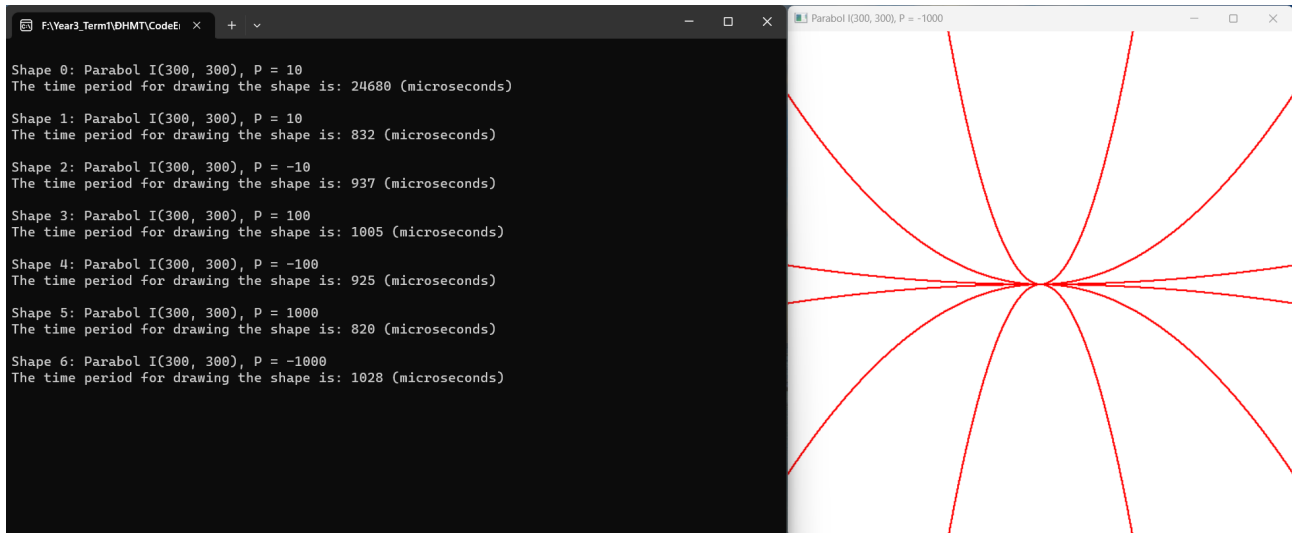 F:\Year3_Term1\ĐHMT\CodeE
Shape 0: Parabol I(300, 300), P = 10
The time period for drawing the shape is: 24680 (microseconds)
Shape 1: Parabol I(300, 300), P = 10
The time period for drawing the shape is: 832 (microseconds)
Shape 2: Parabol I(300, 300), P = -10
The time period for drawing the shape is: 937 (microseconds)
Shape 3: Parabol I(300, 300), P = 100
The time period for drawing the shape is: 1005 (microseconds)
Shape 4: Parabol I(300, 300), P = -100
The time period for drawing the shape is: 925 (microseconds)
Shape 5: Parabol I(300, 300), P = 1000
The time period for drawing the shape is: 820 (microseconds)
Shape 6: Parabol I(300, 300), P = -1000
The time period for drawing the shape is: 1028 (microseconds)
Parabol I(300, 300), P = -1000